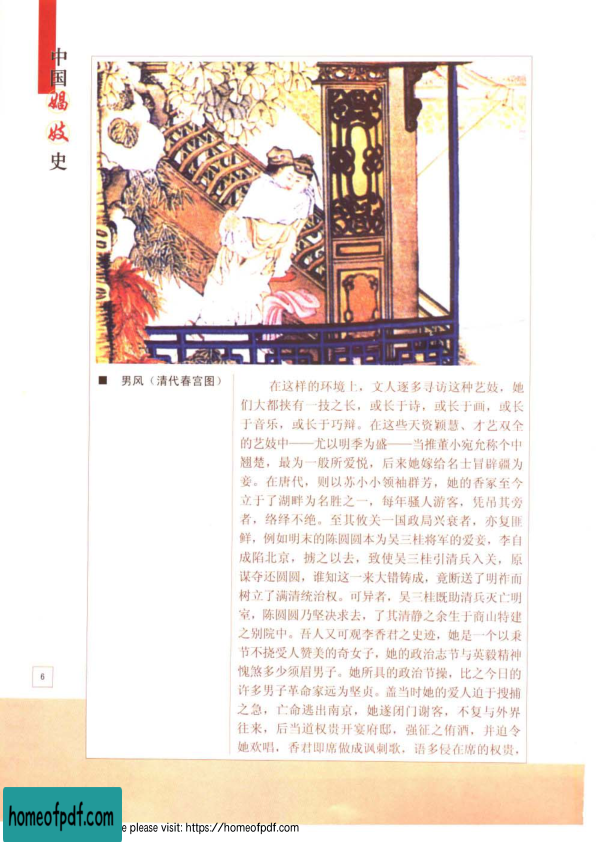 中国娼妓史
■ 男风（清代春宫图）
在这样的环境上，文人逐多寻访这种艺妓，她
们大都挟有一技之长，或长于诗，或长于画，或长
于音乐，或长于巧辩。在这些天资颖慧、才艺双全
的艺妓中——尤以明季为盛——当推董小宛允称个中
翘楚，最为一般所爱悦，后来她嫁给名士冒辟疆为
妾。在唐代，则以苏小小领袖群芳，她的香冢至今
立于了湖畔为名胜之一，每年骚人游客，凭吊其旁
者，络绎不绝。至其攸关一国政局兴衰者，亦复匪
鲜，例如明末的陈圆圆本为吴三桂将军的爱妾，李自
成陷北京，掳之以去，致使吴三桂引清兵入关，原
谋夺还圆圆，谁知这一来大错铸成，竟断送了明祚而
树立了满清统治权。可异者，吴三桂既助清兵灭亡明
室，陈圆圆乃坚决求去，了其清静之余生于商山特建
之别院中。吾人又可观李香君之史迹，她是一个以秉
节不挠受人赞美的奇女子，她的政治志节与英毅精神
愧煞多少须眉男子。她所具的政治节操，比之今日的
许多男子革命家远为坚贞。盖当时她的爱人迫于搜捕
之急，亡命逃出南京，她遂闭门谢客，不复与外界
往来，后当道权贵开宴府邸，强征之侑酒，并迫令
她欢唱，香君即席做成讽刺歌，语多侵在席的权贵，
6
homeofpdf.com
e please visit: https://homeofpdf.com